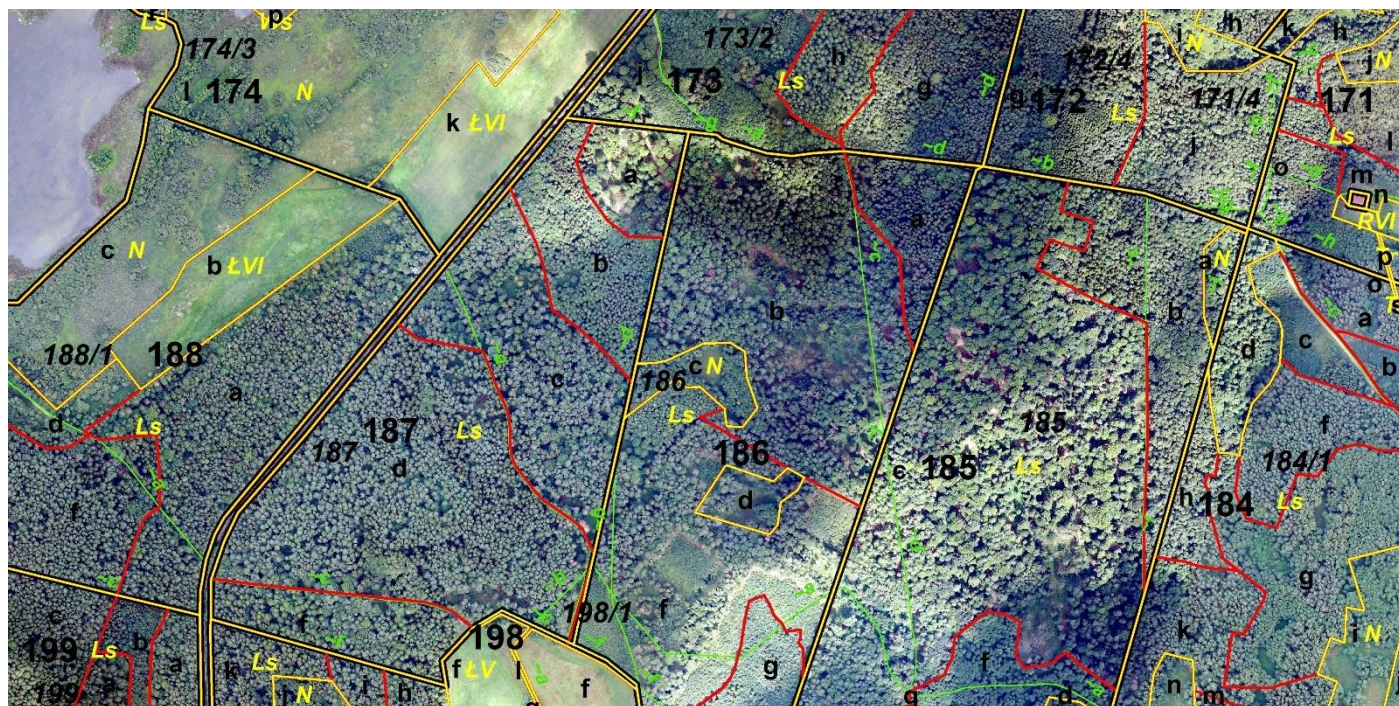 Ls
p
Ws
174/3
l
174
N
k
ŁVI
173/2
j
173
Ls
h
g
~d
g
172
172/4
Ls
~b
i
N
h
k
h
j
N
171/4
171
Ls
j
l
o
m
n
RVI
~h
p
o
a
c
N
b
ŁVI
188/1
188
a
d
Ls
f
a
b
c
187
187
d
Ls
b
a
~c
186
c
N
Ls
186
d
f
g
c
185
185
Ls
b
a
N
d
c
b
f
184/1
h
184
Ls
g
k
i
N
n
m
f
d
g
c
199
Ls
b
a
a
199
f
k
Ls
j
N
i
h
198
198/1
f
ŁV
l
f
g